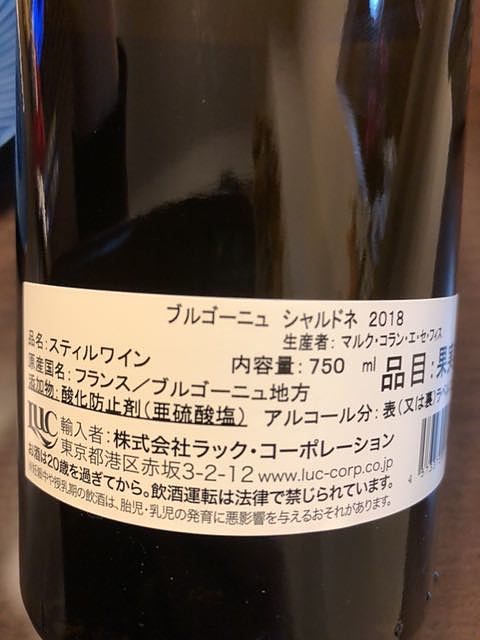 ブルゴーニュ シャルドネ 2018
生産者: マルク・コラン・エ・セ・フィス
品名:スティルワイン
内容量: 750 ml
品目:果実
原産国名:フランス/ブルゴーニュ地方
添加物:酸化防止剤(亜硫酸塩)
アルコール分:表(又は裏)ラベル
luc
輸入者:株式会社ラック・コーポレーション
東京都港区赤坂3-2-12 www.luc-corp.co.jp
お酒は20歳を過ぎてから。飲酒運転は法律で禁じられています。
妊娠中や授乳期の飲酒は、胎児・乳児の発育に悪影響を与えるおそれがあります。